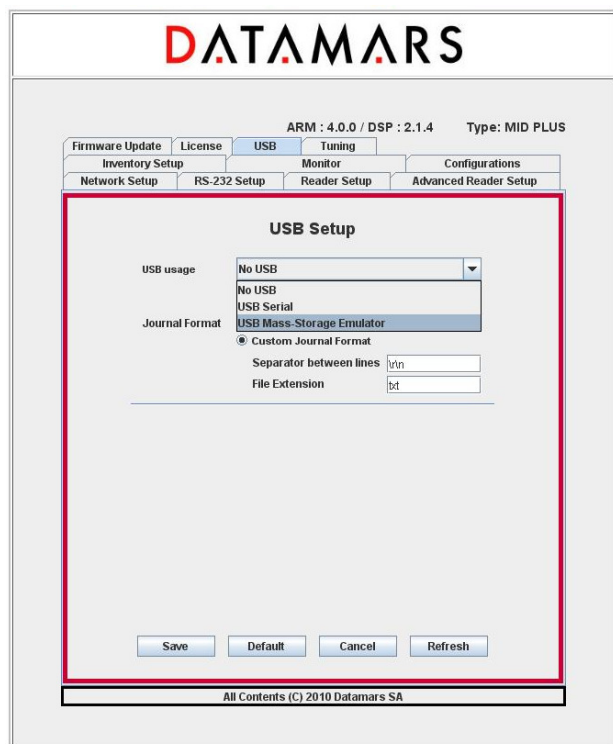 DATAMARS
ARM : 4.0.0 / DSP : 2.1.4 Type: MID PLUS
Firmware Update License USB Tuning
Inventory Setup Monitor Configurations
Network Setup RS-232 Setup Reader Setup Advanced Reader Setup
USB Setup
USB usage No USB
No USB
USB Serial
Journal Format USB Mass-Storage Emulator
Custom Journal Format
Separator between lines \r\n
File Extension txt
Save Default Cancel Refresh
All Contents (C) 2010 Datamars SA